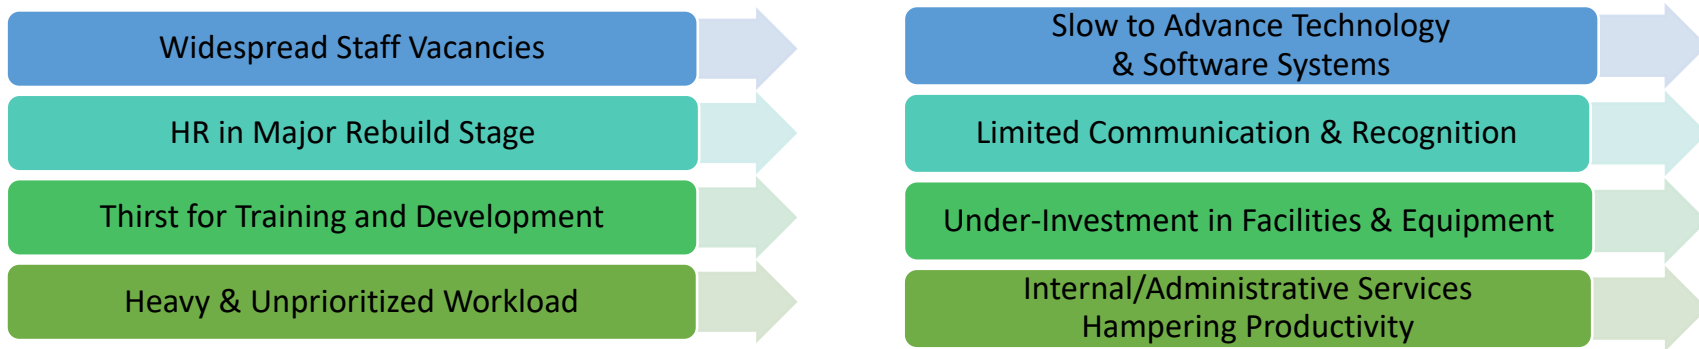 Widespread Staff Vacancies
HR in Major Rebuild Stage
Thirst for Training and Development
Heavy & Unprioritized Workload
Slow to Advance Technology
& Software Systems
Limited Communication & Recognition
Under-Investment in Facilities & Equipment
Internal/Administrative Services
Hampering Productivity